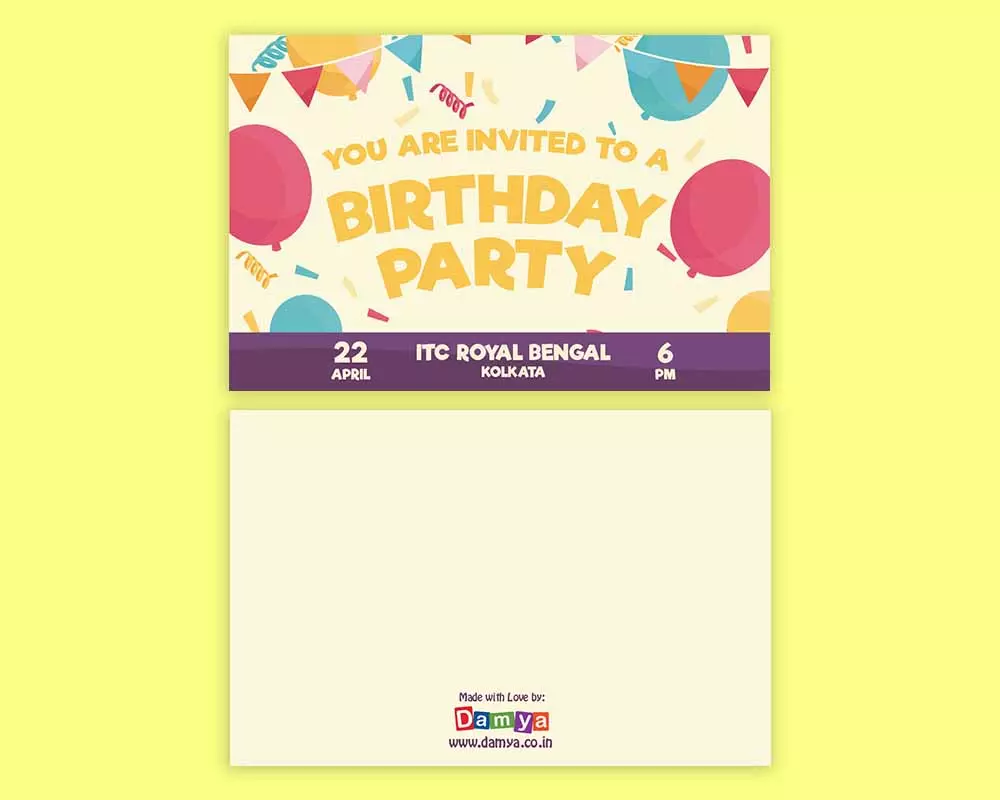 YOU ARE INVITED TO A
BIRTHDAY
PARTY
22
APRIL
ITC ROYAL BENGAL
KOLKATA
6
PM
Made with Love by:
Damya
www.damya.co.in